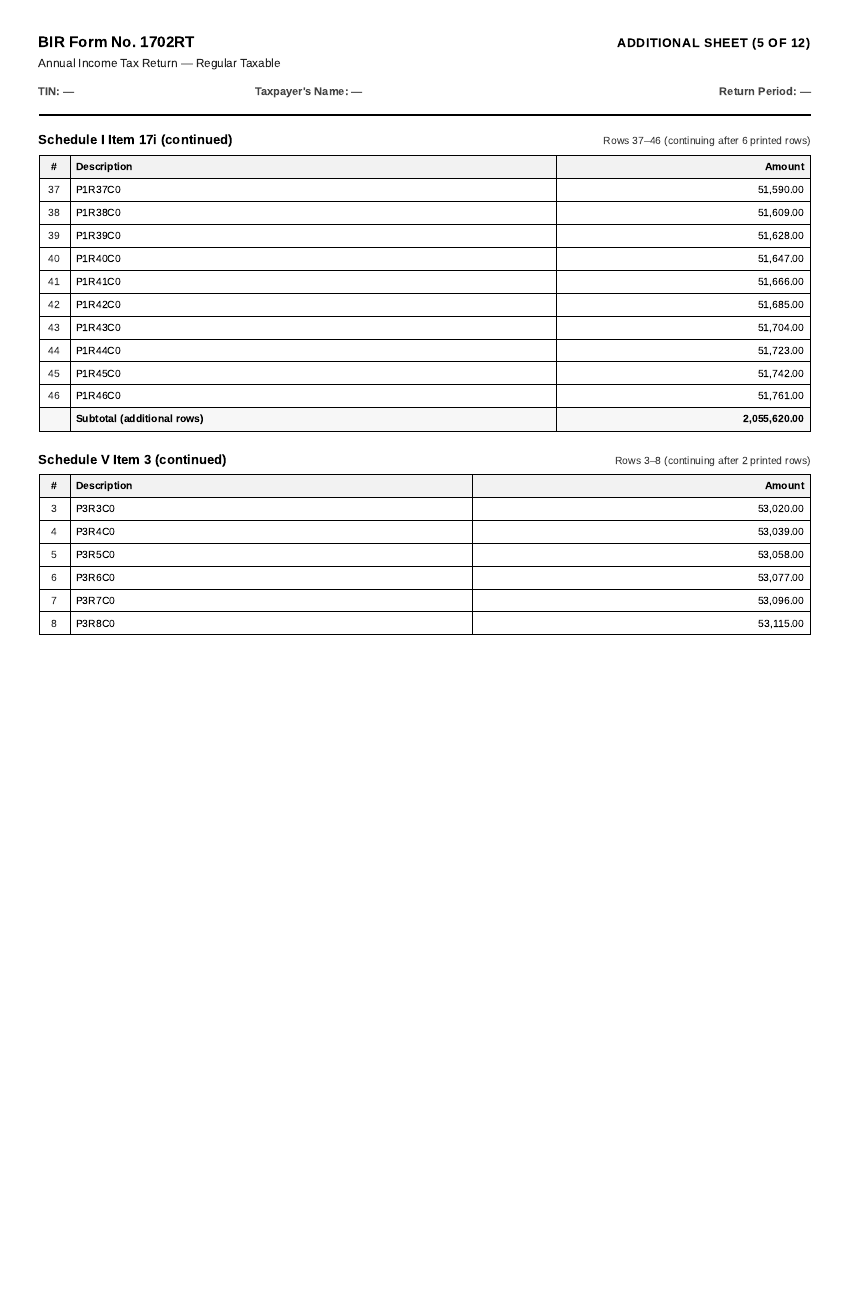 BIR Form No. 1702RT
ADDITIONAL SHEET (5 OF 12)
Annual Income Tax Return — Regular Taxable
TIN: — Taxpayer's Name: — Return Period: —
Schedule I Item 17i (continued)
Rows 37–46 (continuing after 6 printed rows)
# Description Amount
37 P1R37C0 51,590.00
38 P1R38C0 51,609.00
39 P1R39C0 51,628.00
40 P1R40C0 51,647.00
41 P1R41C0 51,666.00
42 P1R42C0 51,685.00
43 P1R43C0 51,704.00
44 P1R44C0 51,723.00
45 P1R45C0 51,742.00
46 P1R46C0 51,761.00
Subtotal (additional rows) 2,055,620.00
Schedule V Item 3 (continued)
Rows 3–8 (continuing after 2 printed rows)
# Description Amount
3 P3R3C0 53,020.00
4 P3R4C0 53,039.00
5 P3R5C0 53,058.00
6 P3R6C0 53,077.00
7 P3R7C0 53,096.00
8 P3R8C0 53,115.00